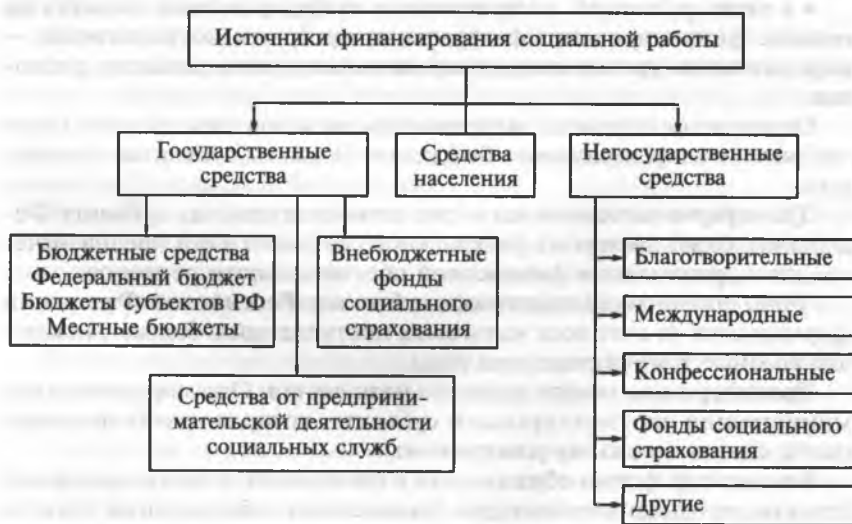 Источники финансирования социальной работы
Государственные
средства
Средства
населения
Негосударственные
средства
Бюджетные средства
Федеральный бюджет
Бюджеты субъектов РФ
Местные бюджеты
Внебюджетные
фонды
социального
страхования
Средства от предприни-
мательской деятельности
социальных служб
Благотворительные
Международные
Конфессиональные
Фонды социального
страхования
Другие